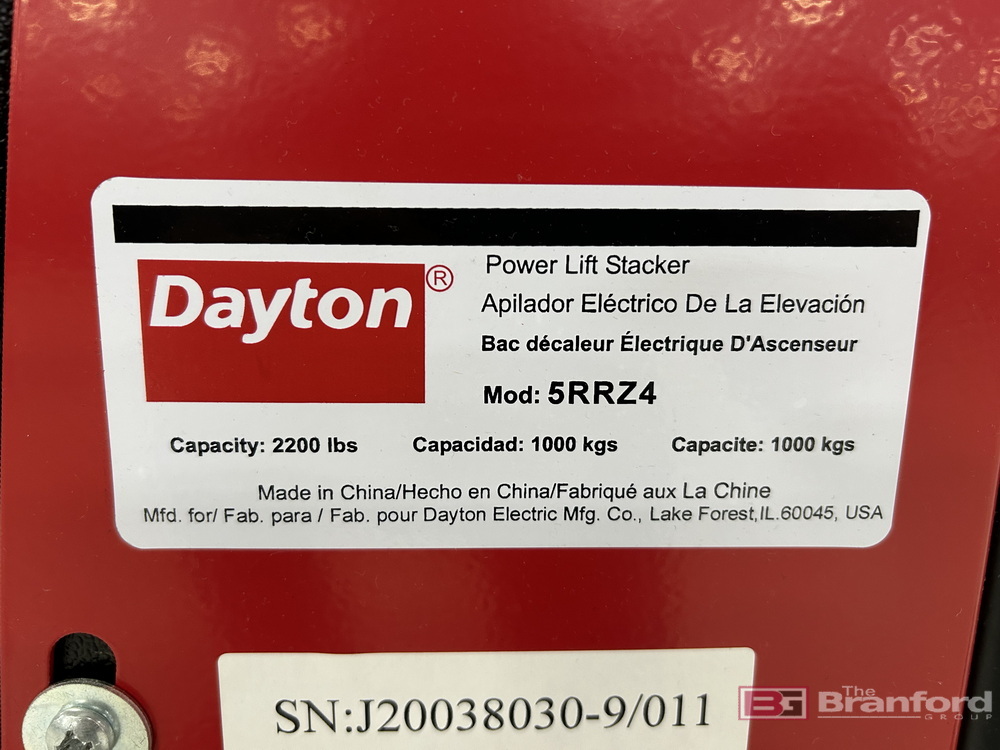 Dayton®
Power Lift Stacker
Apilador Eléctrico De La Elevación
Bac décaleur Électrique D'Ascenseur
Mod: 5RRZ4
Capacity: 2200 lbs Capacidad: 1000 kgs Capacite: 1000 kgs
Made in China/Hecho en China/Fabriqué aux La Chine
Mfd. for/ Fab. para / Fab. pour Dayton Electric Mfg. Co., Lake Forest,IL.60045, USA
SN:J20038030-9/011
BG The Branford GROUP